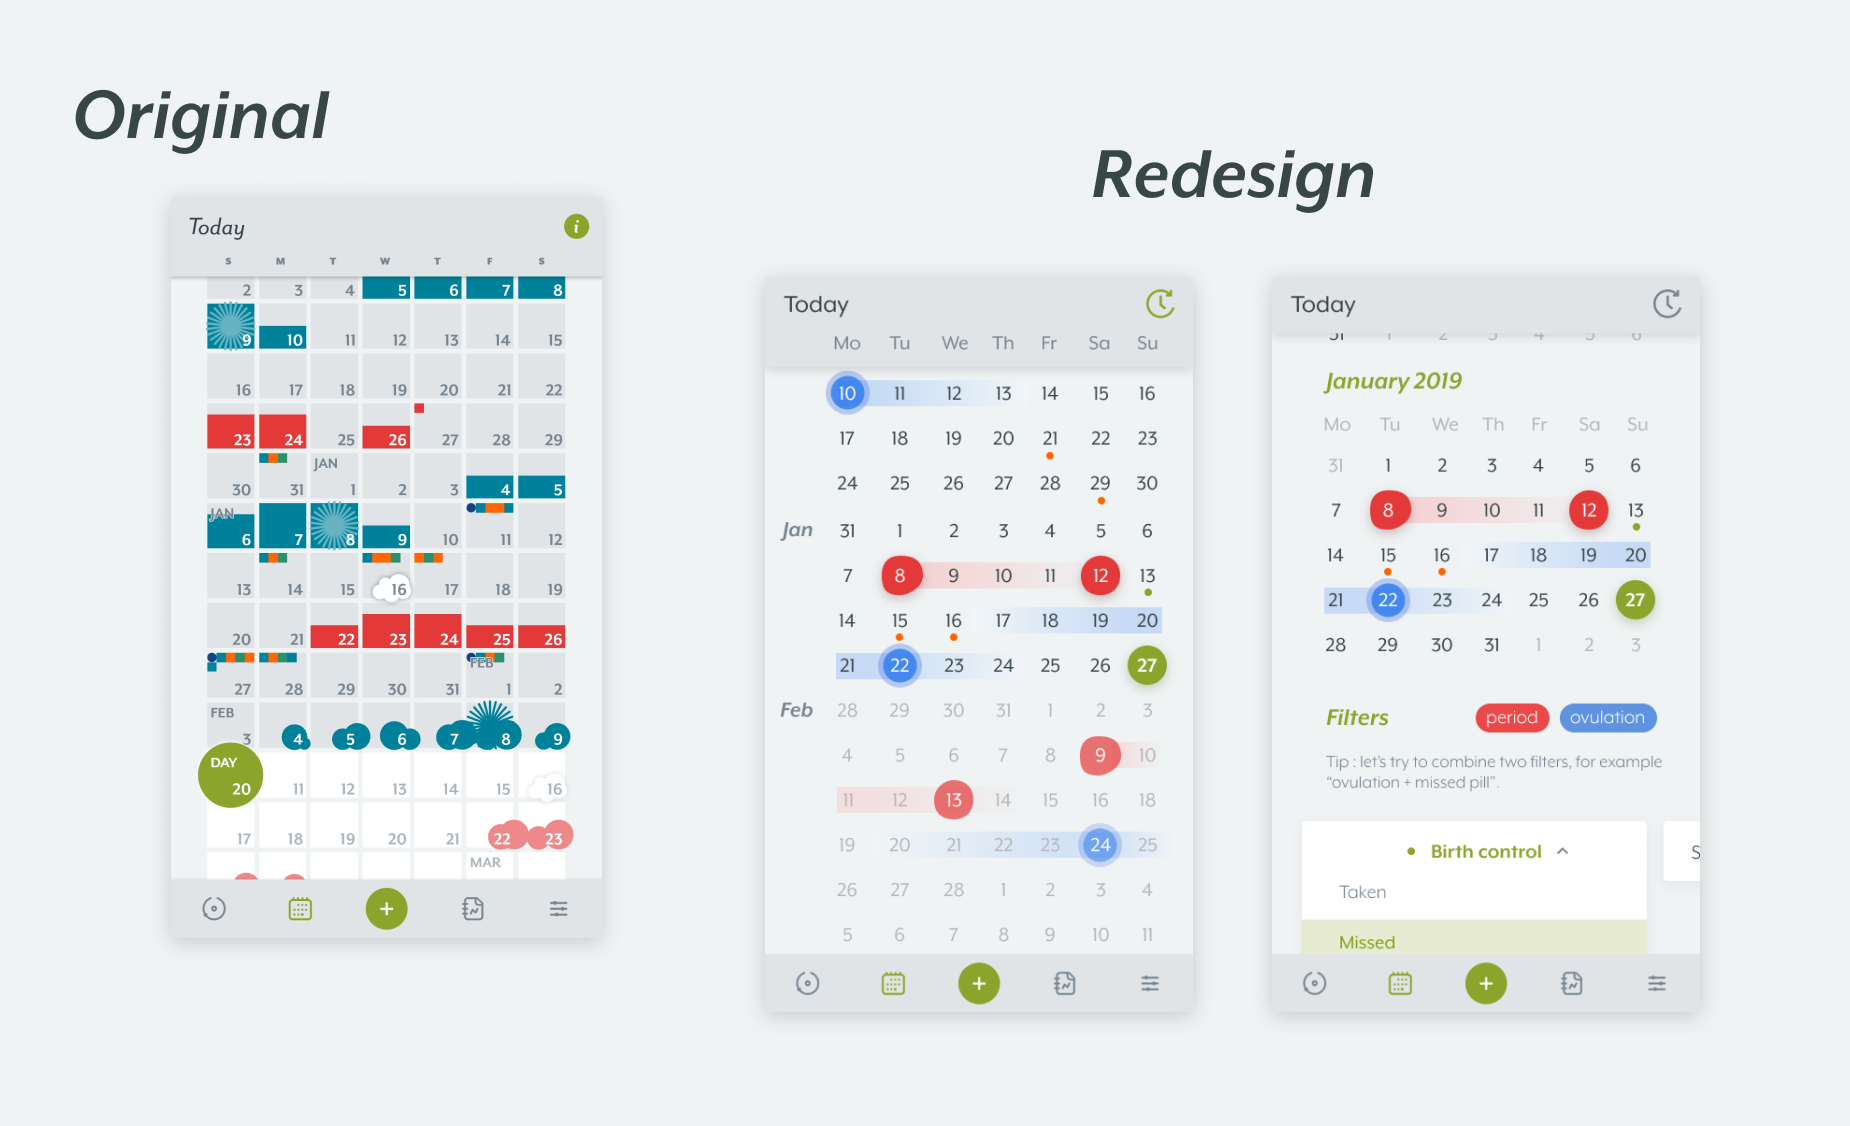 Original
Redesign
Today
i
S M T W T F S
2 3 4 5 6 7 8
9 10 11 12 13 14 15
16 17 18 19 20 21 22
23 24 25 26 27 28 29
JAN
30 31 1 2 3 4 5
JAN
6 7 8 9 10 11 12
13 14 15 16 17 18 19
20 21 22 23 24 25 26
FEB
27 28 29 30 31 1 2
FEB
3 4 5 6 7 8 9
DAY
20 11 12 13 14 15 16
17 18 19 20 21 22 23
MAR
Today
Mo Tu We Th Fr Sa Su
10 11 12 13 14 15 16
17 18 19 20 21 22 23
24 25 26 27 28 29 30
Jan 31 1 2 3 4 5 6
7 8 9 10 11 12 13
14 15 16 17 18 19 20
21 22 23 24 25 26 27
Feb 28 29 30 31 1 2 3
4 5 6 7 8 9 10
11 12 13 14 15 16 18
19 20 21 22 23 24 25
26 27 28 1 2 3 4
5 6 7 8 9 10 11
Today
31 1 2 3 4 5 6
January 2019
Mo Tu We Th Fr Sa Su
31 1 2 3 4 5 6
7 8 9 10 11 12 13
14 15 16 17 18 19 20
21 22 23 24 25 26 27
28 29 30 31 1 2 3
Filters period ovulation
Tip : let's try to combine two filters, for example
"ovulation + missed pill".
Birth control
S
Taken
Missed